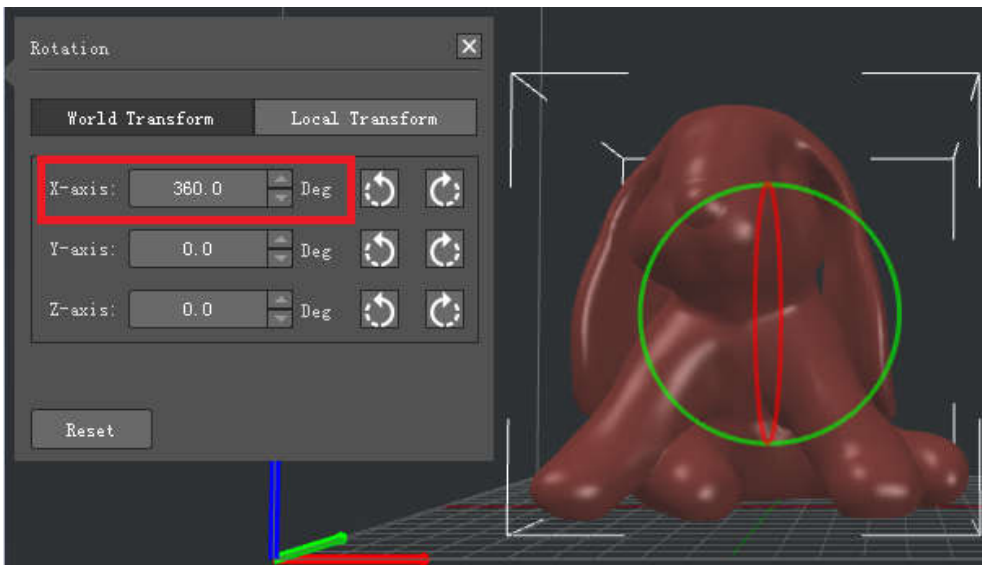 Rotation
World Transform Local Transform
X-axis: 360.0 Deg
Y-axis: 0.0 Deg
Z-axis: 0.0 Deg
Reset